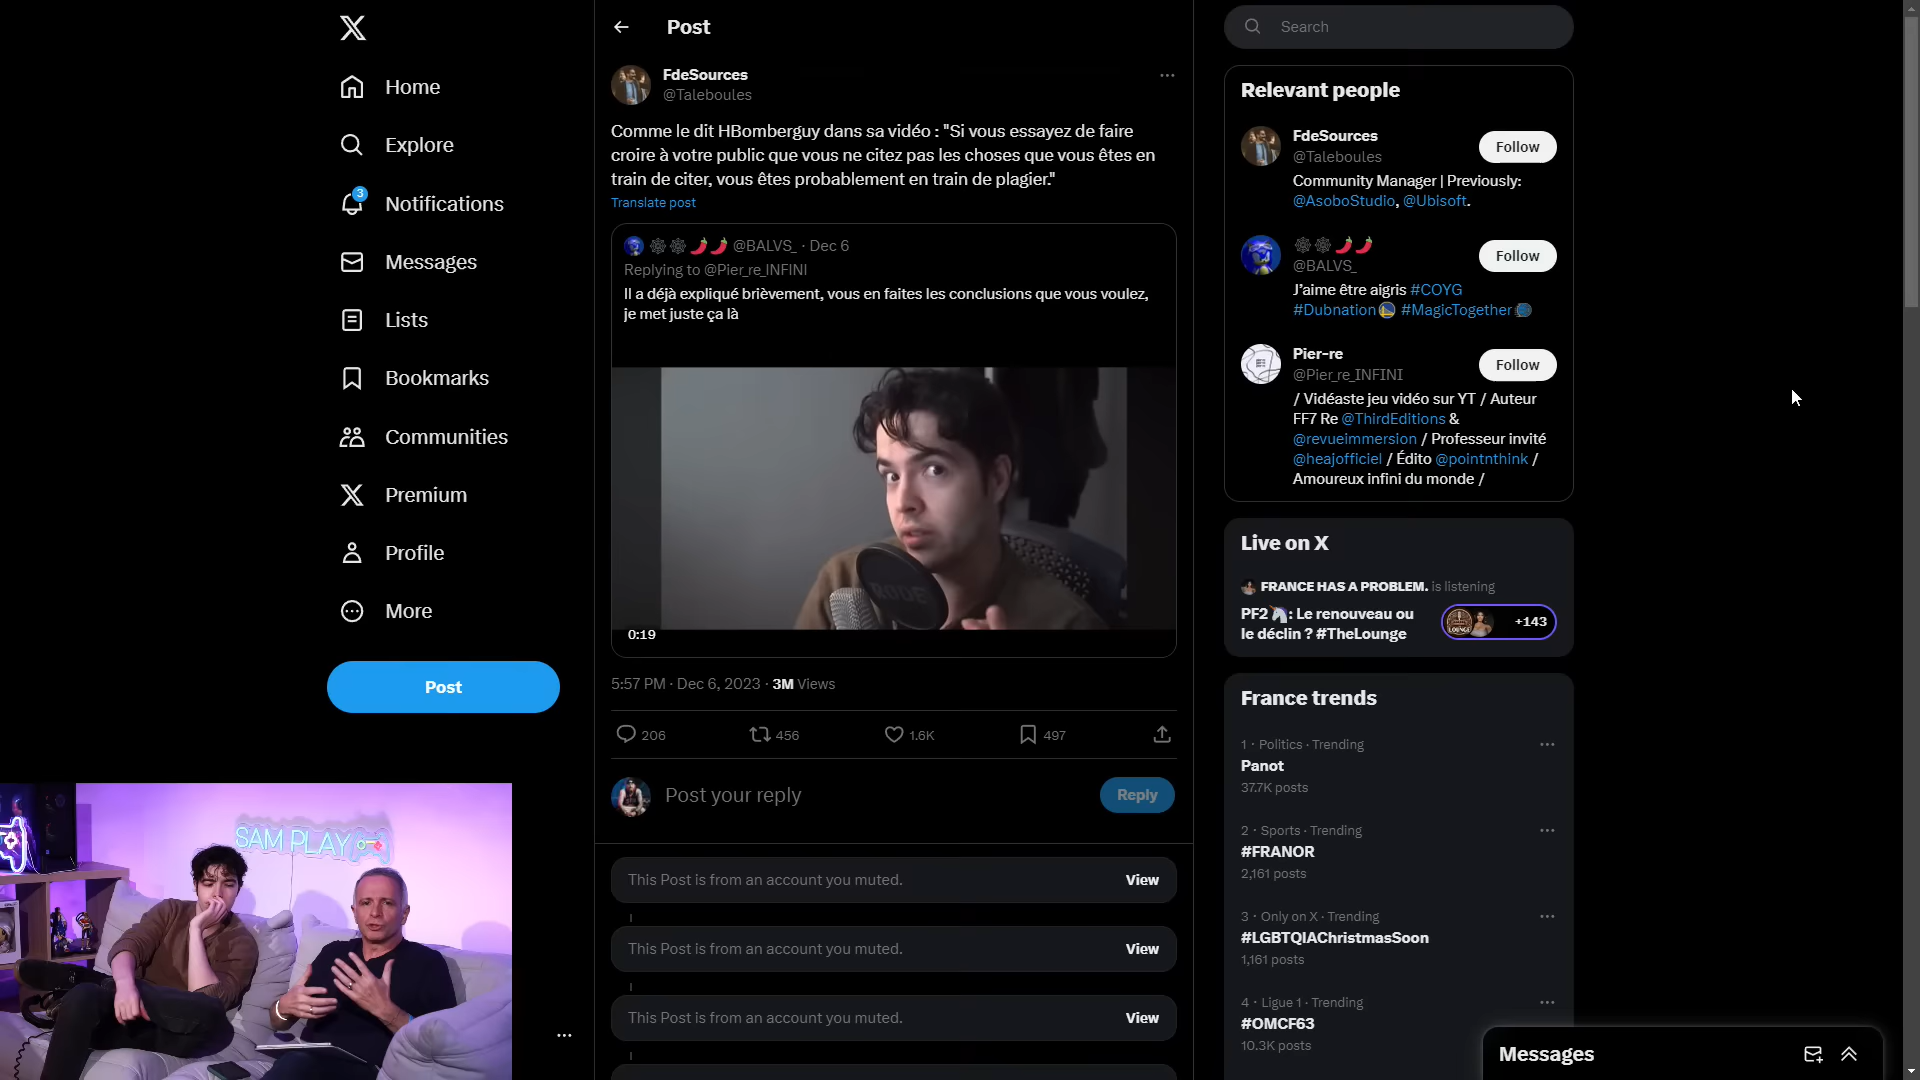 Home
Explore
3
Notifications
Messages
Lists
Bookmarks
Communities
Premium
Profile
More
Post
SAM PLAY
Post
FdeSources
@Taleboules
Comme le dit HBomberguy dans sa vidéo : "Si vous essayez de faire
croire à votre public que vous ne citez pas les choses que vous êtes en
train de citer, vous êtes probablement en train de plagier."
Translate post
@BALVS_ · Dec 6
Replying to @Pier_re_INFINI
Il a déjà expliqué brièvement, vous en faites les conclusions que vous voulez,
je met juste ça là
RODE
0:19
5:57 PM · Dec 6, 2023 · 3M Views
206 456 1.6K 497
Post your reply
Reply
This Post is from an account you muted. View
This Post is from an account you muted. View
This Post is from an account you muted. View
Search
Relevant people
FdeSources
@Taleboules
Follow
Community Manager | Previously:
@AsoboStudio, @Ubisoft.
@BALVS_
Follow
J'aime être aigris #COYG
#Dubnation #MagicTogether
Pier-re
@Pier_re_INFINI
Follow
/ Vidéaste jeu vidéo sur YT / Auteur
FF7 Re @ThirdEditions &
@revueimmersion / Professeur invité
@heajofficiel / Édito @pointnthink /
Amoureux infini du monde /
Live on X
FRANCE HAS A PROBLEM. is listening
PF2 : Le renouveau ou
le déclin ? #TheLounge
LOUNGE
+143
France trends
1 · Politics · Trending
Panot
37.7K posts
2 · Sports · Trending
#FRANOR
2,161 posts
3 · Only on X · Trending
#LGBTQIAChristmasSoon
1,161 posts
4 · Ligue 1 · Trending
#OMCF63
10.3K posts
Messages